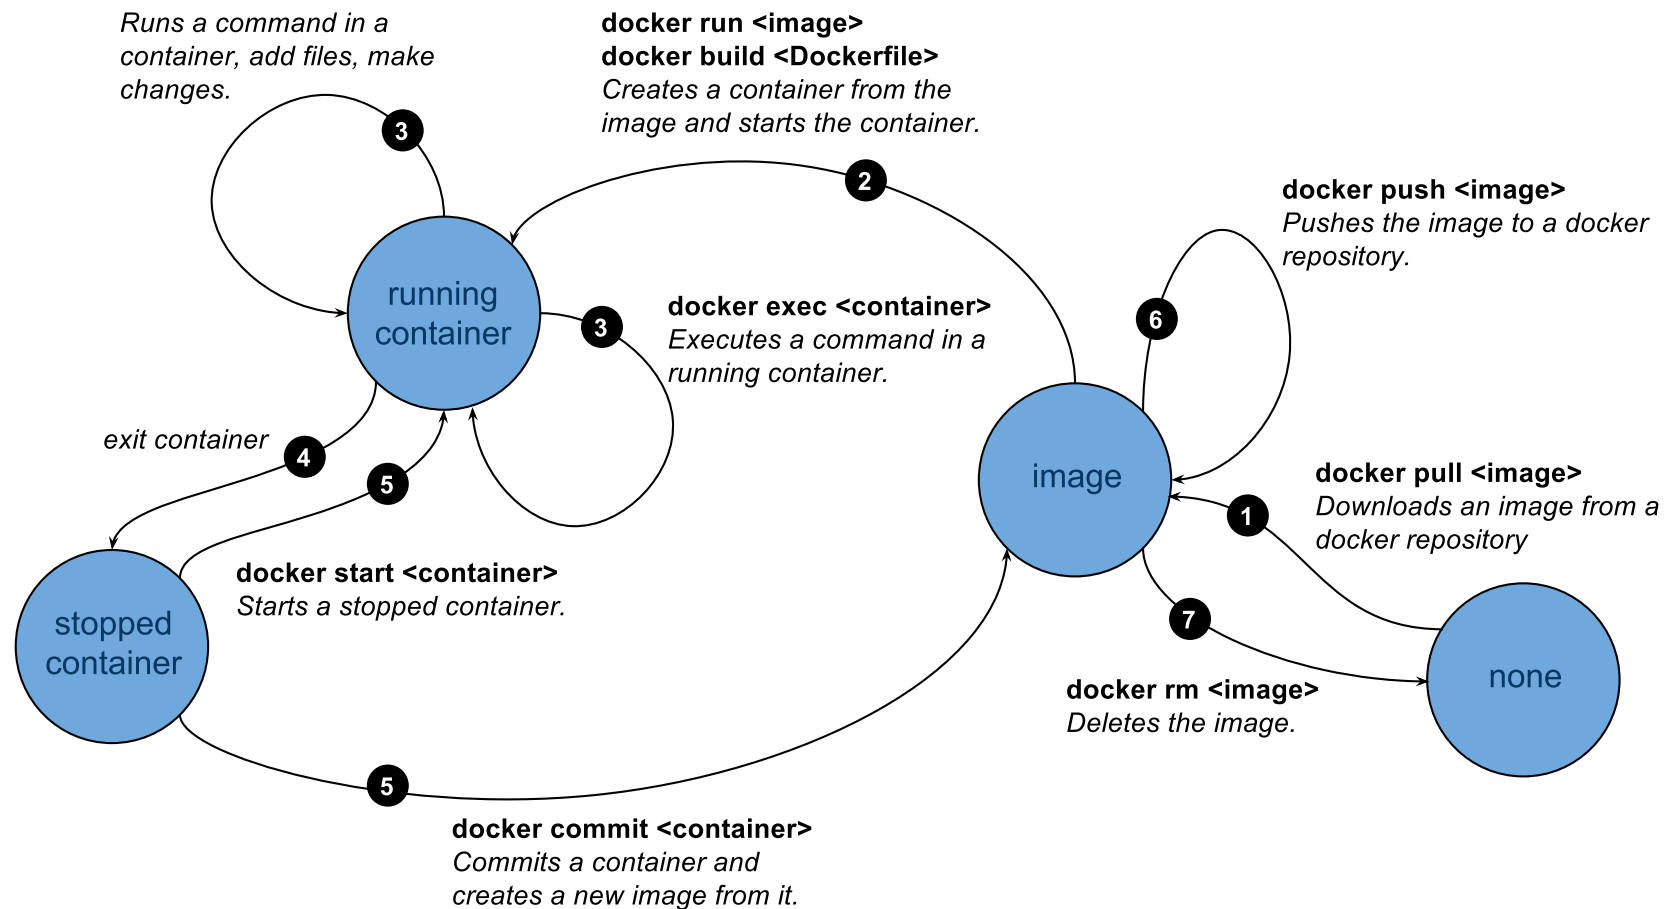 Runs a command in a
container, add files, make
changes.
3
docker run <image>
docker build <Dockerfile>
Creates a container from the
image and starts the container.
2
docker push <image>
Pushes the image to a docker
repository.
6
running
container
docker exec <container>
Executes a command in a
running container.
3
exit container
4
5
image
docker pull <image>
Downloads an image from a
docker repository
1
docker start <container>
Starts a stopped container.
stopped
container
7
none
docker rm <image>
Deletes the image.
5
docker commit <container>
Commits a container and
creates a new image from it.